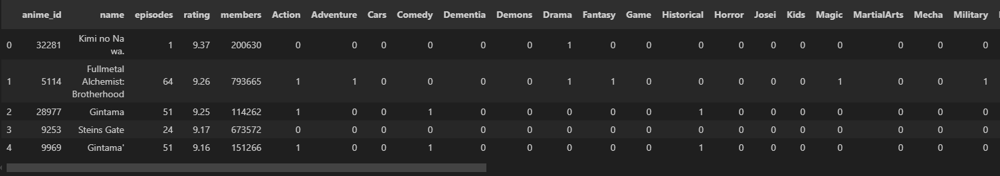 anime_id name episodes rating members Action Adventure Cars Comedy Dementia Demons Drama Fantasy Game Historical Horror Josei Kids Magic MartialArts Mecha Military
0 32281 Kimi no Na wa. 1 9.37 200630 0 0 0 0 0 0 1 0 0 0 0 0 0 0 0 0 0
1 5114 Fullmetal Alchemist: Brotherhood 64 9.26 793665 1 1 0 0 0 0 1 1 0 0 0 0 0 1 0 0 1
2 28977 Gintama 51 9.25 114262 1 0 0 1 0 0 0 0 0 1 0 0 0 0 0 0 0
3 9253 Steins Gate 24 9.17 673572 0 0 0 0 0 0 0 0 0 0 0 0 0 0 0 0 0
4 9969 Gintama' 51 9.16 151266 1 0 0 1 0 0 0 0 0 1 0 0 0 0 0 0 0